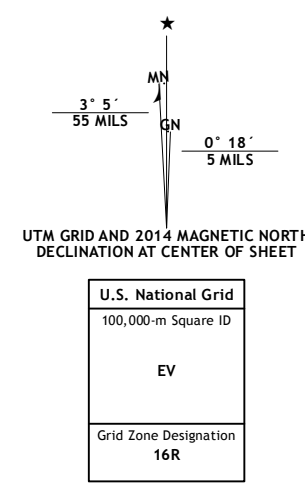 ★
MN
3° 5´
55 MILS
GN
0° 18´
5 MILS
UTM GRID AND 2014 MAGNETIC NORTH
DECLINATION AT CENTER OF SHEET
U.S. National Grid
100,000-m Square ID
EV
Grid Zone Designation
16R